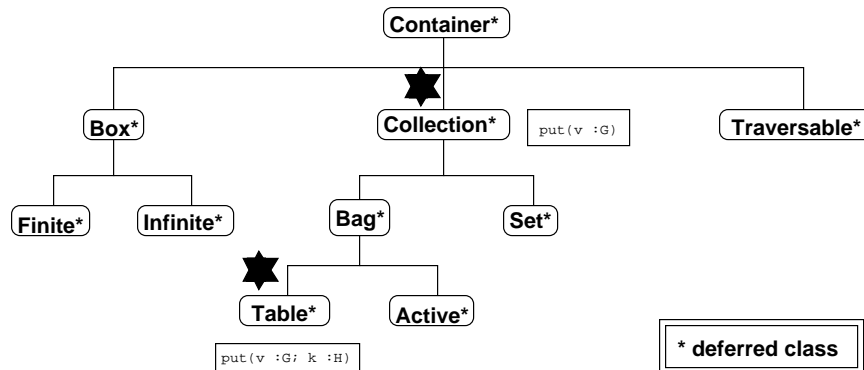 Container*
Box*
Collection*
put(v :G)
Traversable*
Finite*
Infinite*
Bag*
Set*
Table*
Active*
put(v :G; k :H)
* deferred class